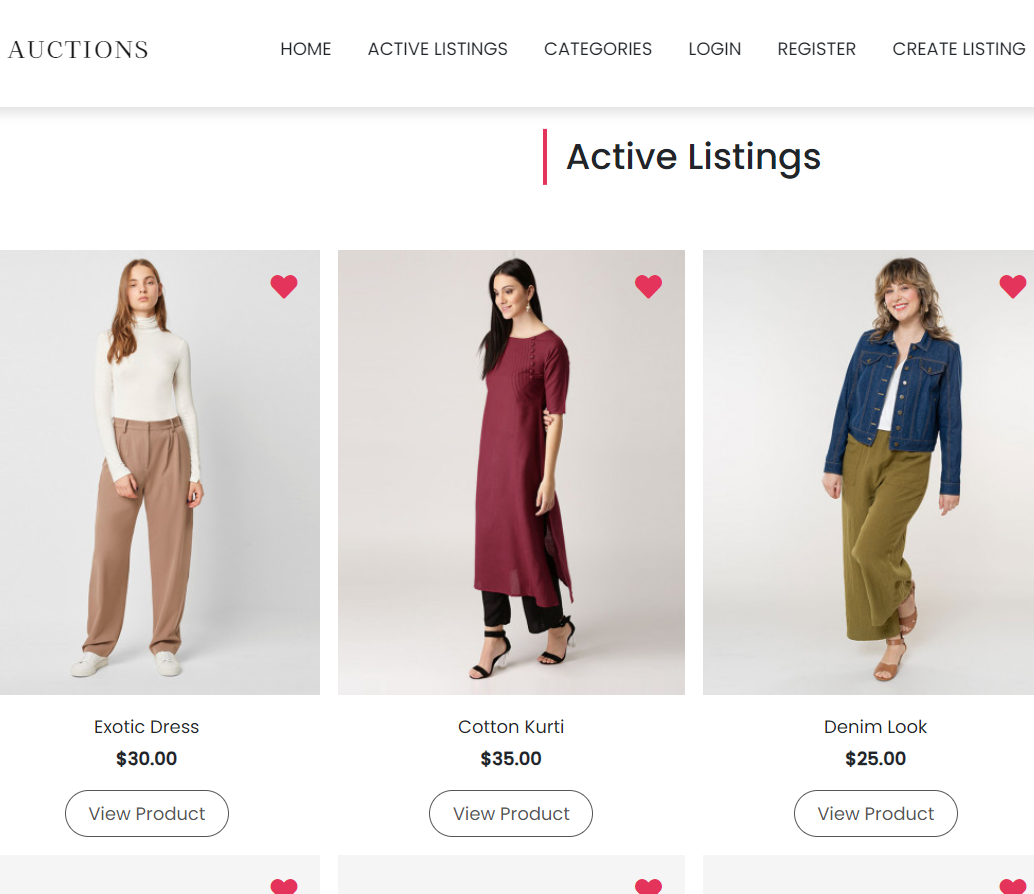 AUCTIONS HOME ACTIVE LISTINGS CATEGORIES LOGIN REGISTER CREATE LISTING
Active Listings
Exotic Dress
$30.00
View Product
Cotton Kurti
$35.00
View Product
Denim Look
$25.00
View Product